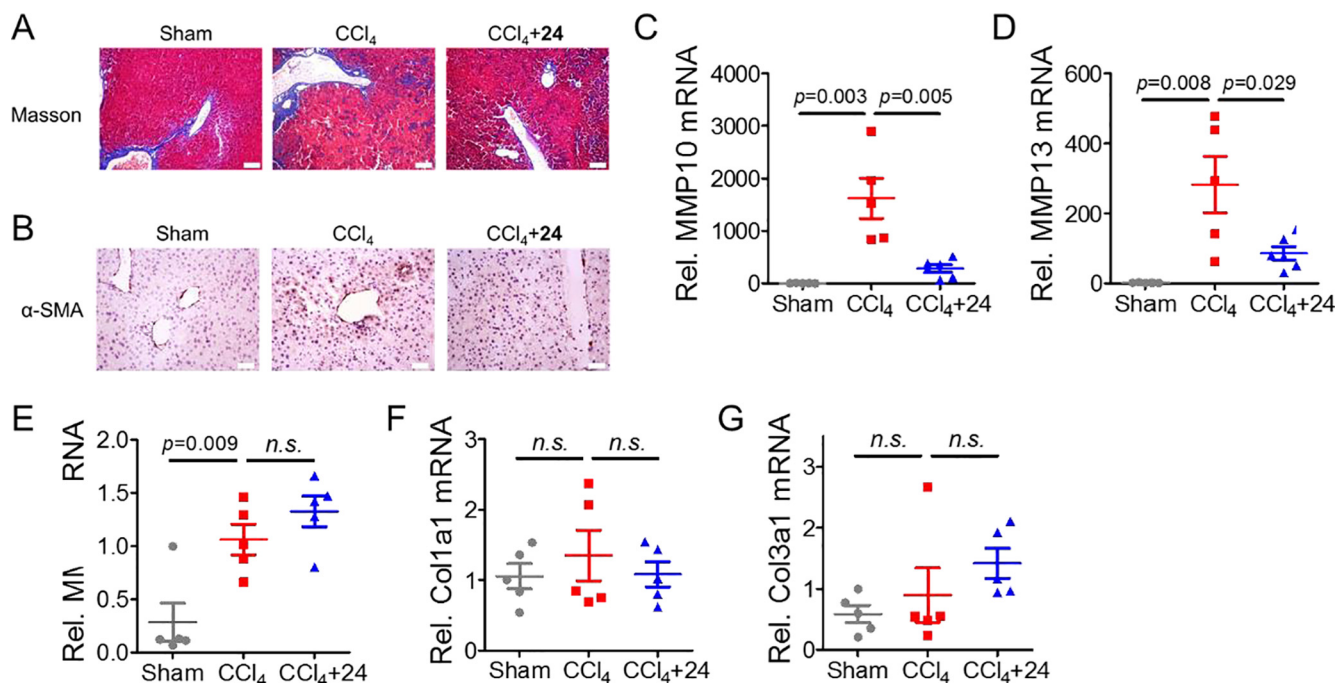 A
Sham
CCl₄
CCl₄+24
Masson
B
Sham
CCl₄
CCl₄+24
α-SMA
C
Rel. MMP10 mRNA
4000
3000
2000
1000
0
p=0.003
p=0.005
Sham
CCl₄
CCl₄+24
D
Rel. MMP13 mRNA
600
400
200
0
p=0.008
p=0.029
Sham
CCl₄
CCl₄+24
E
RNA
Rel.
2.0
1.5
1.0
0.5
0.0
p=0.009
n.s.
Sham
CCl₄
CCl₄+24
F
Rel. Col1a1 mRNA
3
2
1
0
n.s.
n.s.
Sham
CCl₄
CCl₄+24
G
Rel. Col3a1 mRNA
3
2
1
0
n.s.
n.s.
Sham
CCl₄
CCl₄+24